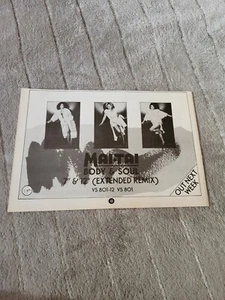 MAI TAI
BODY & SOUL
7" & 12" (EXTENDED REMIX)
VS 801-12 VS 801
OUT NEXT
WEEK